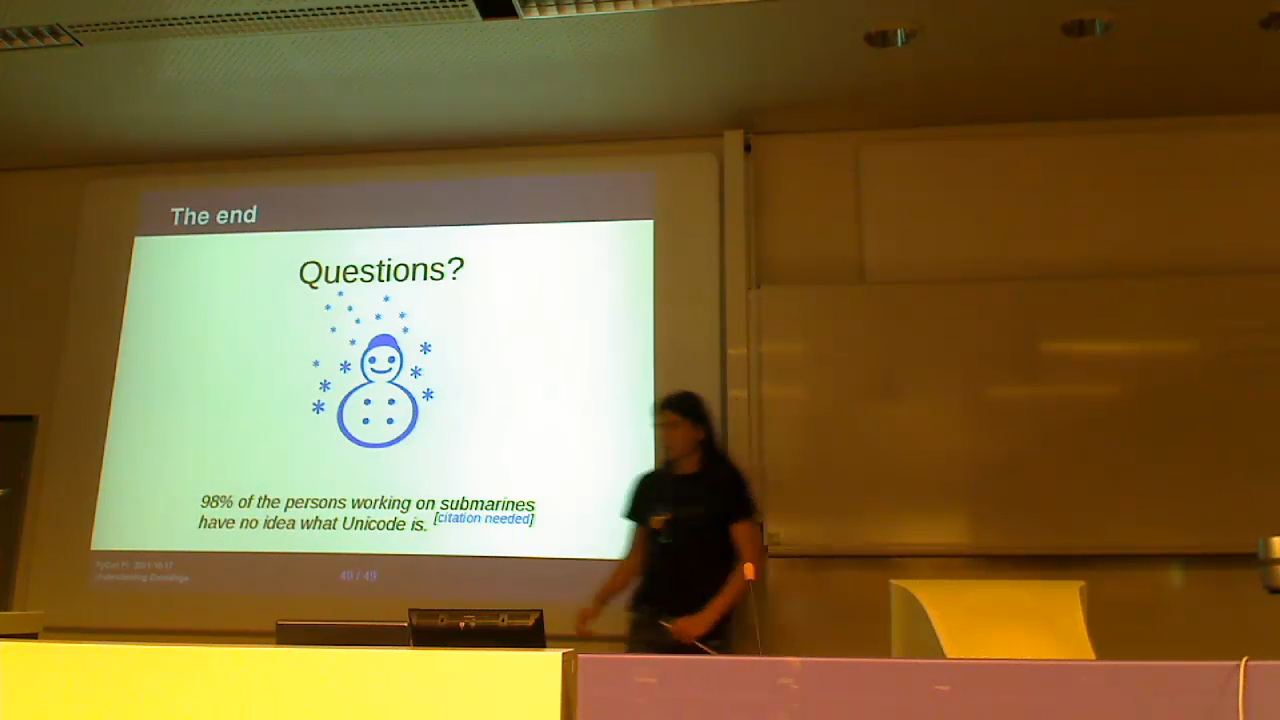 The end
Questions?
98% of the persons working on submarines
have no idea what Unicode is. [citation needed]
49 / 49